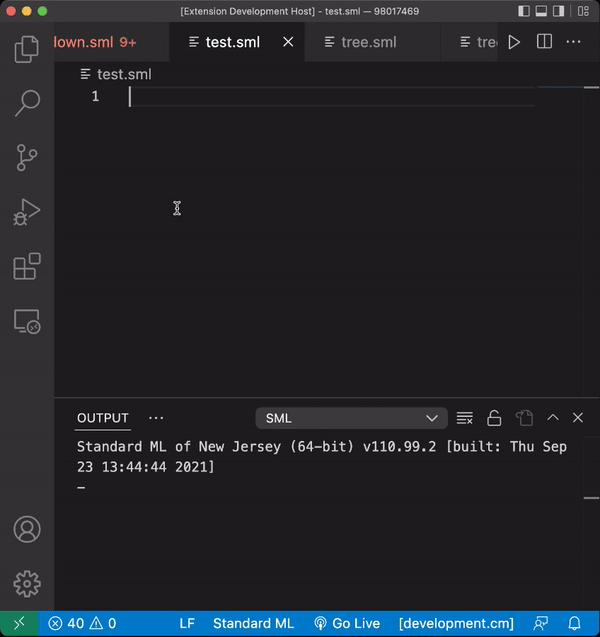 [Extension Development Host] - test.sml — 98017469
lown.sml 9+ test.sml tree.sml tree
test.sml
1
OUTPUT SML
Standard ML of New Jersey (64-bit) v110.99.2 [built: Thu Sep
23 13:44:44 2021]
-
40 0 LF Standard ML Go Live [development.cm]